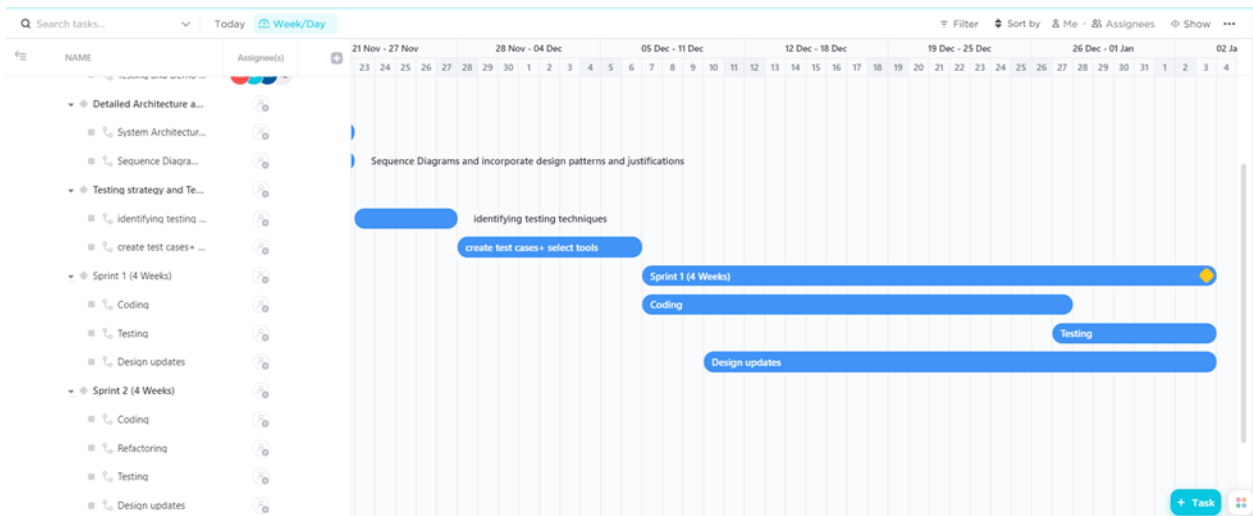 Search tasks... Today Week/Day Filter Sort by Me - Assignees Show
NAME Assignee(s) 21 Nov - 27 Nov 28 Nov - 04 Dec 05 Dec - 11 Dec 12 Dec - 18 Dec 19 Dec - 25 Dec 26 Dec - 01 Jan 02 Ja
23 24 25 26 27 28 29 30 1 2 3 4 5 6 7 8 9 10 11 12 13 14 15 16 17 18 19 20 21 22 23 24 25 26 27 28 29 30 31 1 2 3 4
Testing and Demo ...
Detailed Architecture a...
System Architectur...
Sequence Diagra... Sequence Diagrams and incorporate design patterns and justifications
Testing strategy and Te...
identifying testing ... identifying testing techniques
create test cases+ ... create test cases+ select tools
Sprint 1 (4 Weeks) Sprint 1 (4 Weeks)
Coding Coding
Testing Testing
Design updates Design updates
Sprint 2 (4 Weeks)
Coding
Refactoring
Testing
Design updates
+ Task